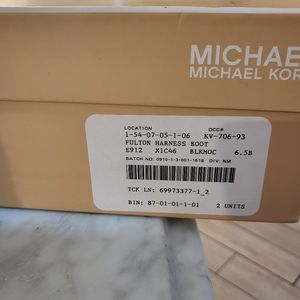 MICHAE
MICHAEL KOR
LOCATION DCC#
1-54-07-05-1-06 KV-706-93
FULTON HARNESS BOOT
E912 X1C46 BLKMOC 6.5B
BATCH NO: 0910-1-3-001-1618 DIV: NM
TCK LN: 69973377-1_2
BIN: 87-01-01-1-01 2 UNITS